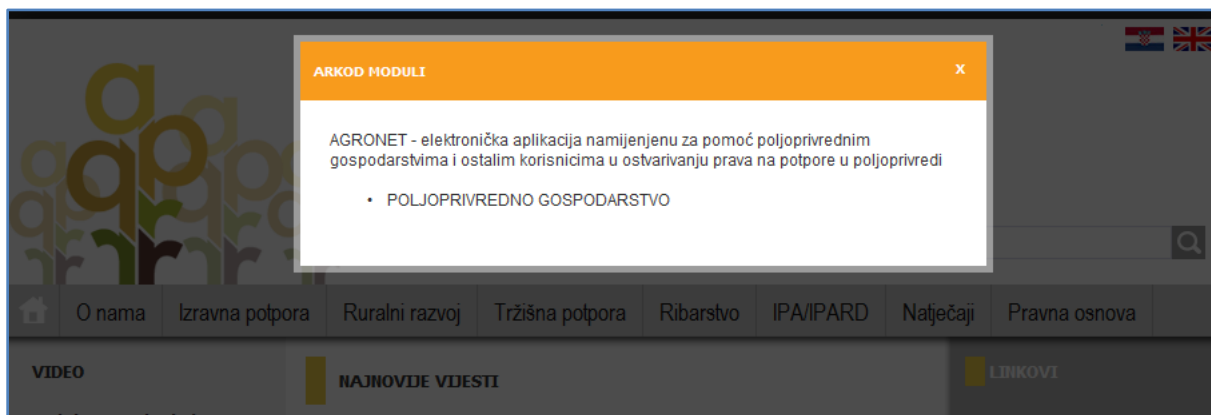 ARKOD MODULI x
AGRONET - elektronička aplikacija namijenjenu za pomoć poljoprivrednim
gospodarstvima i ostalim korisnicima u ostvarivanju prava na potpore u poljoprivredi
• POLJOPRIVREDNO GOSPODARSTVO
O nama Izravna potpora Ruralni razvoj Tržišna potpora Ribarstvo IPA/IPARD Natječaji Pravna osnova
VIDEO NAJNOVIJE VIJESTI LINKOVI